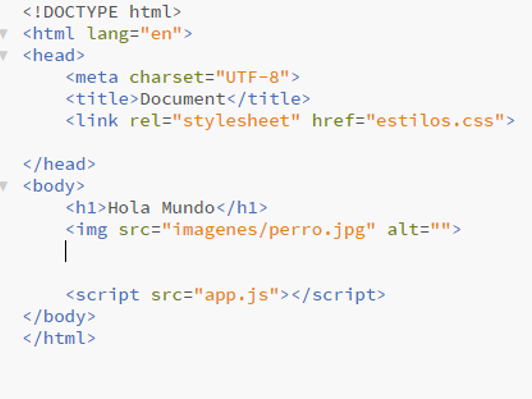 <!DOCTYPE html>
<html lang="en">
<head>
    <meta charset="UTF-8">
    <title>Document</title>
    <link rel="stylesheet" href="estilos.css">

</head>
<body>
    <h1>Hola Mundo</h1>
    <img src="imagenes/perro.jpg" alt="">


    <script src="app.js"></script>
</body>
</html>